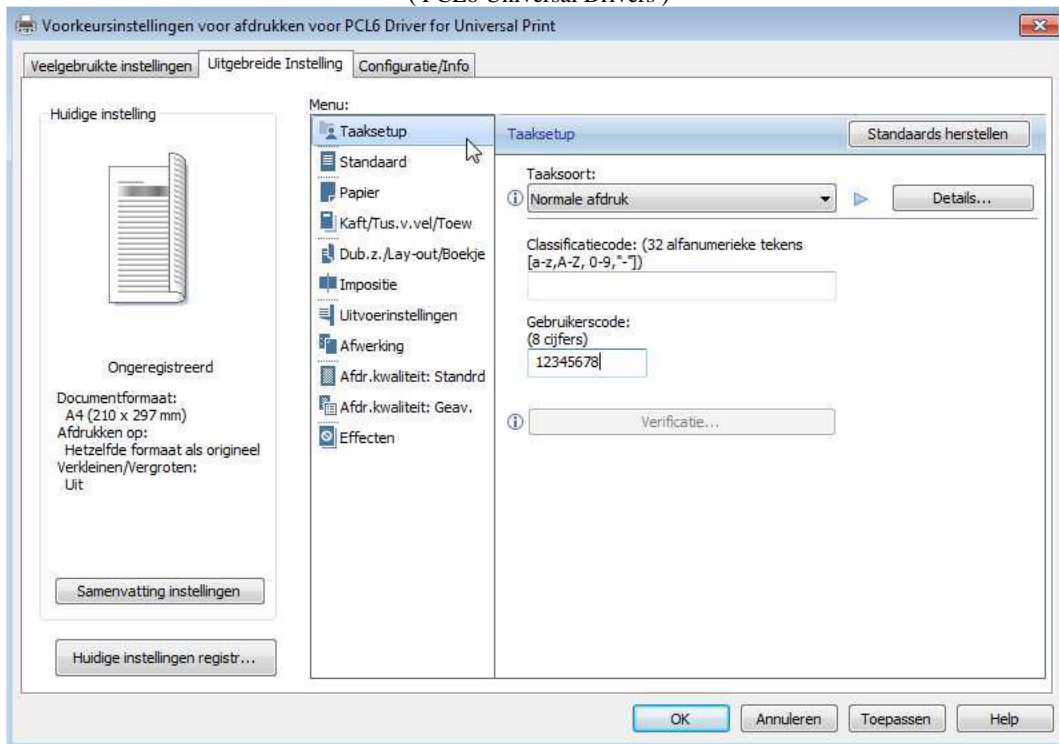 ( PCL6 Universal Drivers )
Voorkeursinstellingen voor afdrukken voor PCL6 Driver for Universal Print
Veelgebruikte instellingen
Uitgebreide Instelling
Configuratie/Info
Huidige instelling
Ongeregistreerd
Documentformaat:
A4 (210 x 297 mm)
Afdrukken op:
Hetzelfde formaat als origineel
Verkleinen/Vergroten:
Uit
Samenvatting instellingen
Huidige instellingen registr...
Menu:
Taaksetup
Standaard
Papier
Kaft/Tus.v.vel/Toew
Dub.z./Lay-out/Boekje
Impositie
Uitvoerinstellingen
Afwerking
Afdr.kwaliteit: Standrd
Afdr.kwaliteit: Geav.
Effecten
Taaksetup
Standaards herstellen
Taaksoort:
Normale afdruk
Details...
Classificatiecode: (32 alfanumerieke tekens
[a-z,A-Z, 0-9,"-"])
Gebruikerscode:
(8 cijfers)
12345678
Verificatie...
OK
Annuleren
Toepassen
Help